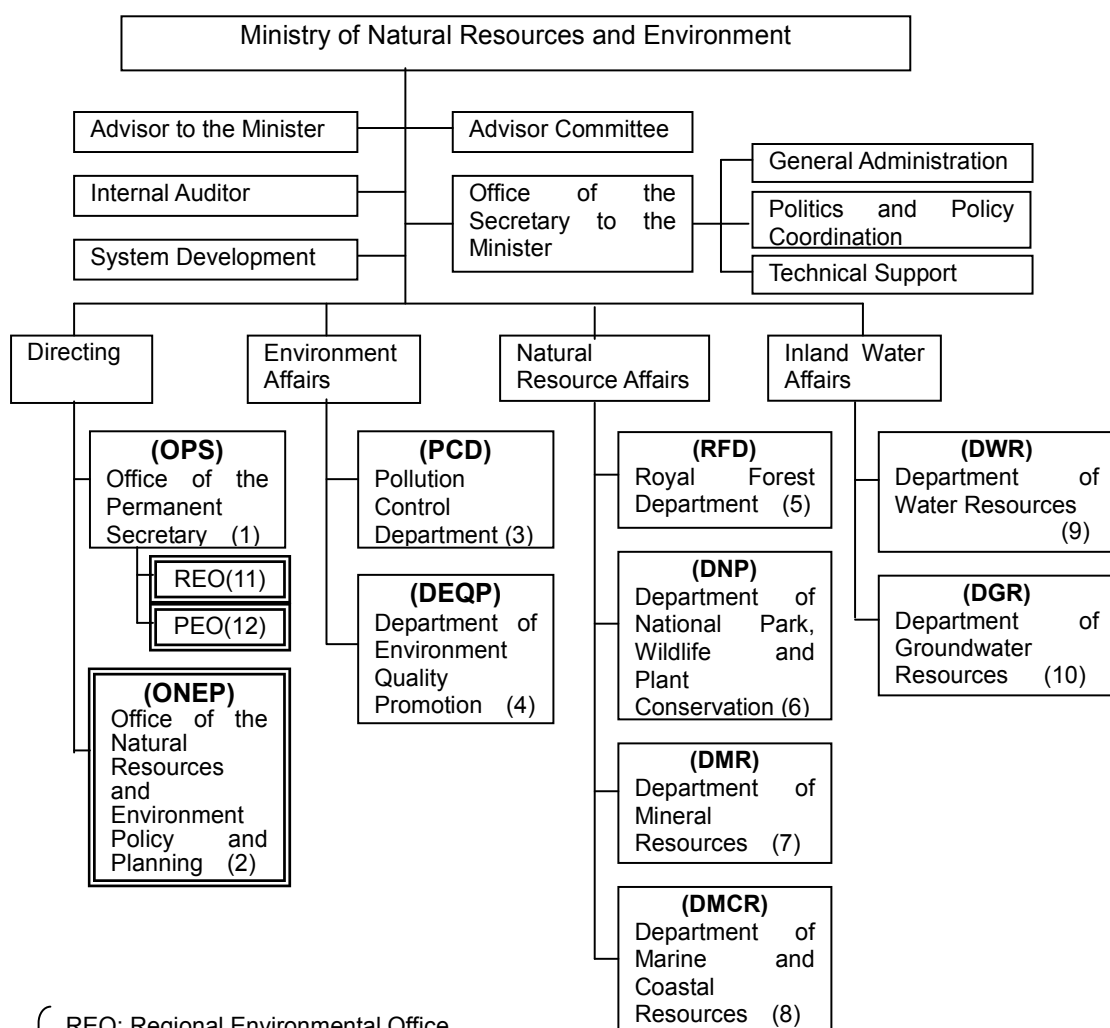 Ministry of Natural Resources and Environment
Advisor to the Minister
Advisor Committee
Internal Auditor
Office of the
Secretary to the
Minister
System Development
General Administration
Politics and Policy
Coordination
Technical Support
Directing
Environment
Affairs
Natural
Resource Affairs
Inland Water
Affairs
(OPS)
Office of the
Permanent
Secretary (1)
REO(11)
PEO(12)
(ONEP)
Office of the
Natural
Resources
and
Environment
Policy and
Planning (2)
(PCD)
Pollution
Control
Department (3)
(DEQP)
Department of
Environment
Quality
Promotion (4)
(RFD)
Royal Forest
Department (5)
(DNP)
Department of
National Park,
Wildlife and
Plant
Conservation (6)
(DMR)
Department of
Mineral
Resources (7)
(DMCR)
Department of
Marine and
Coastal
Resources (8)
(DWR)
Department of
Water Resources
(9)
(DGR)
Department of
Groundwater
Resources (10)
REO: Regional Environmental Office